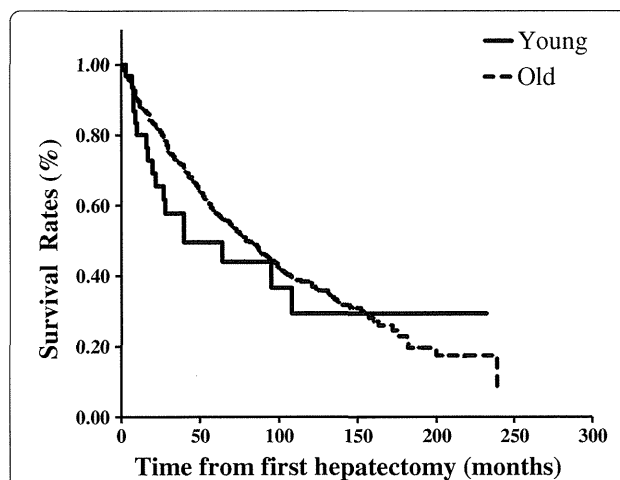 Young
Old
Survival Rates (%)
1.00
0.80
0.60
0.40
0.20
0.00
0 50 100 150 200 250 300
Time from first hepatectomy (months)